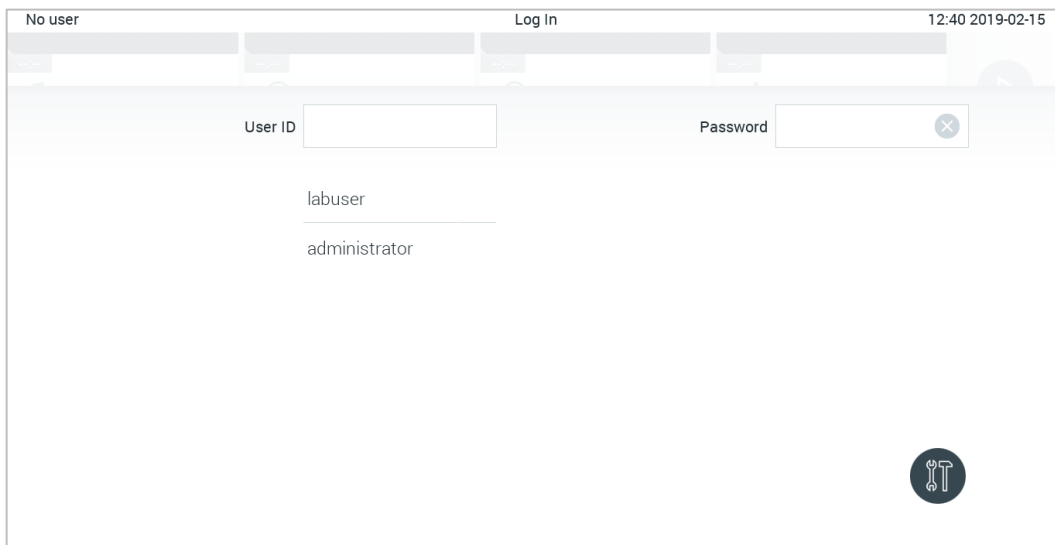 No user Log In 12:40 2019-02-15
--:-- --:-- --:-- --:--
User ID Password
labuser
administrator